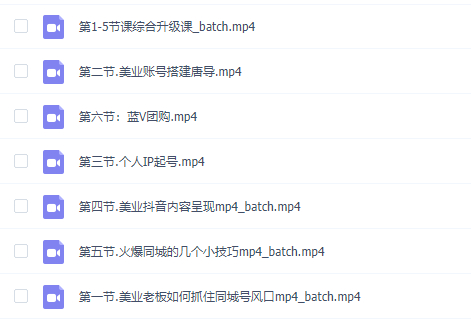 第1-5节课综合升级课_batch.mp4
第二节.美业账号搭建唐导.mp4
第六节：蓝V团购.mp4
第三节.个人IP起号.mp4
第四节.美业抖音内容呈现mp4_batch.mp4
第五节.火爆同城的几个小技巧mp4_batch.mp4
第一节.美业老板如何抓住同城号风口mp4_batch.mp4